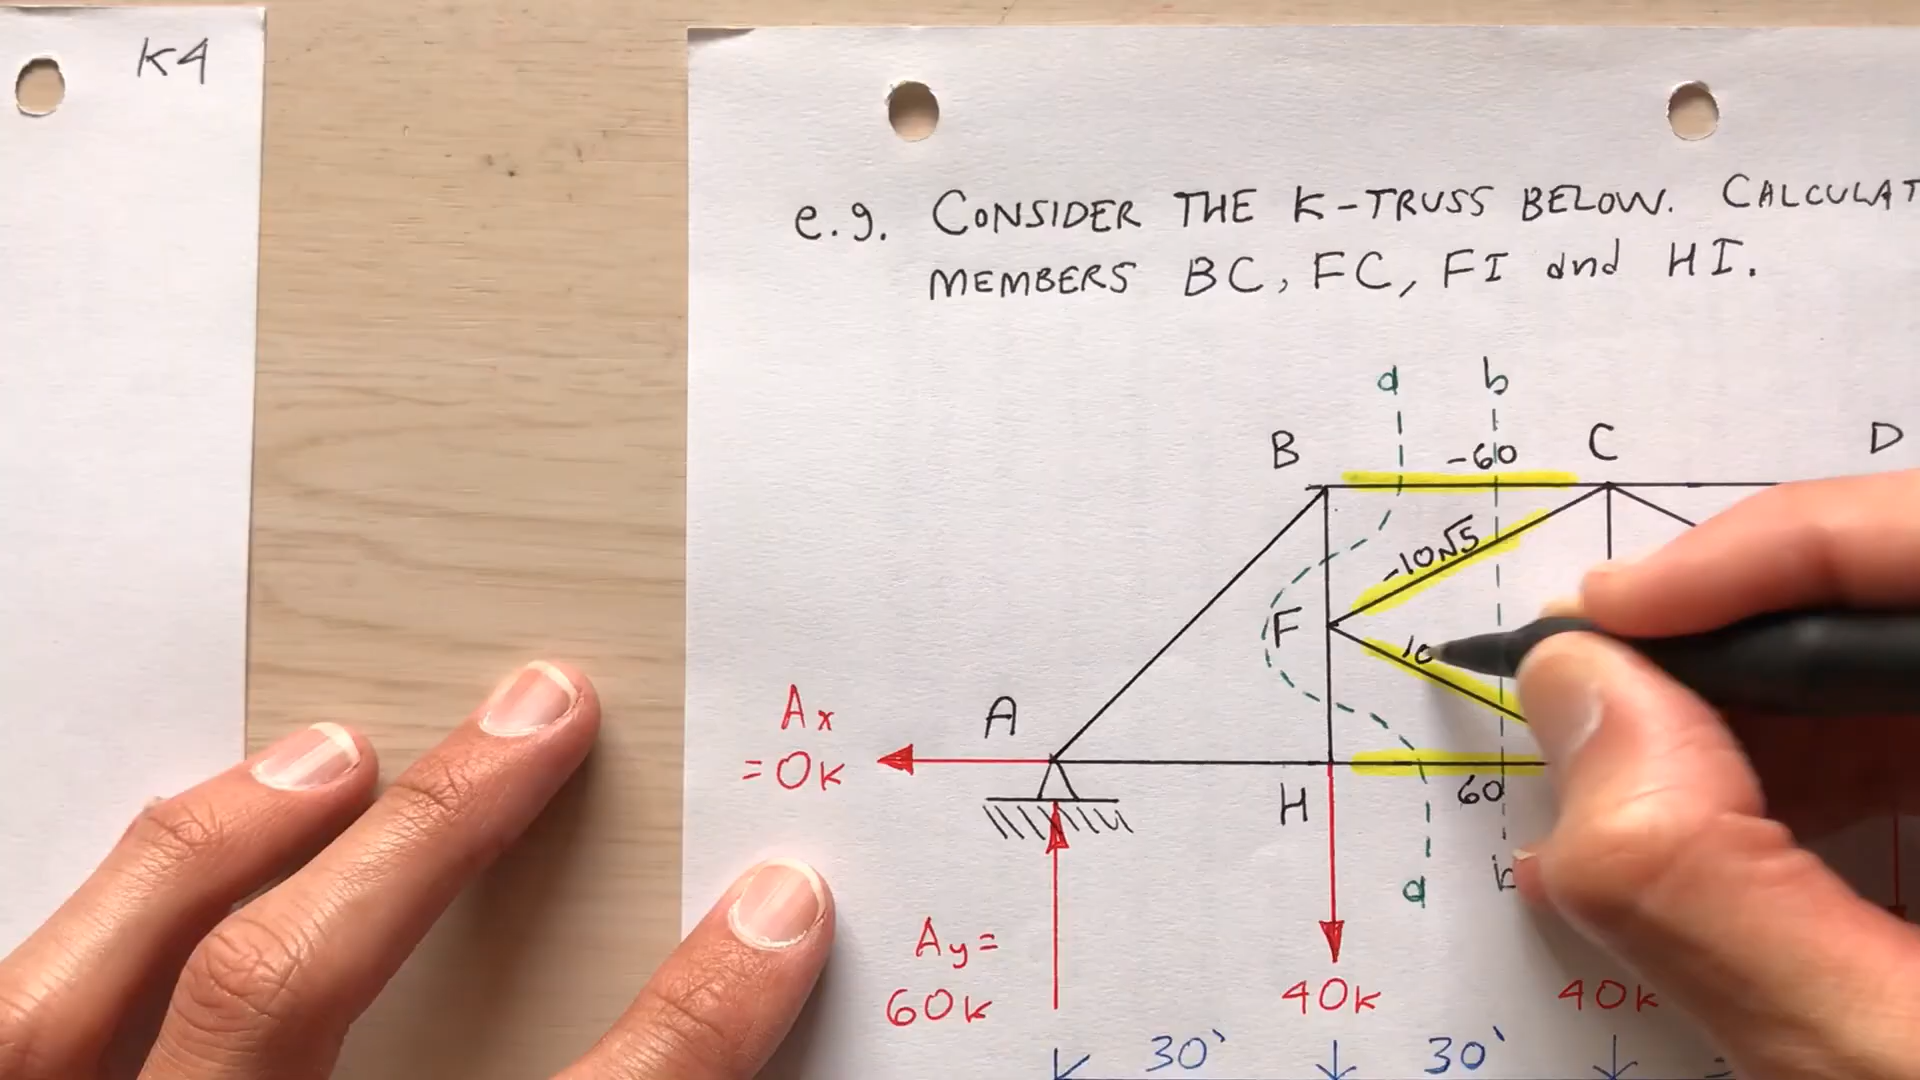 K4
e.g. CONSIDER THE K-TRUSS BELOW. CALCULAT
MEMBERS BC, FC, FI and HI.
a b
B -60 C D
-10√5
F 10
Ax
=0K
A
H 60
a b
Ay=
60K
40K 40K
30' 30'